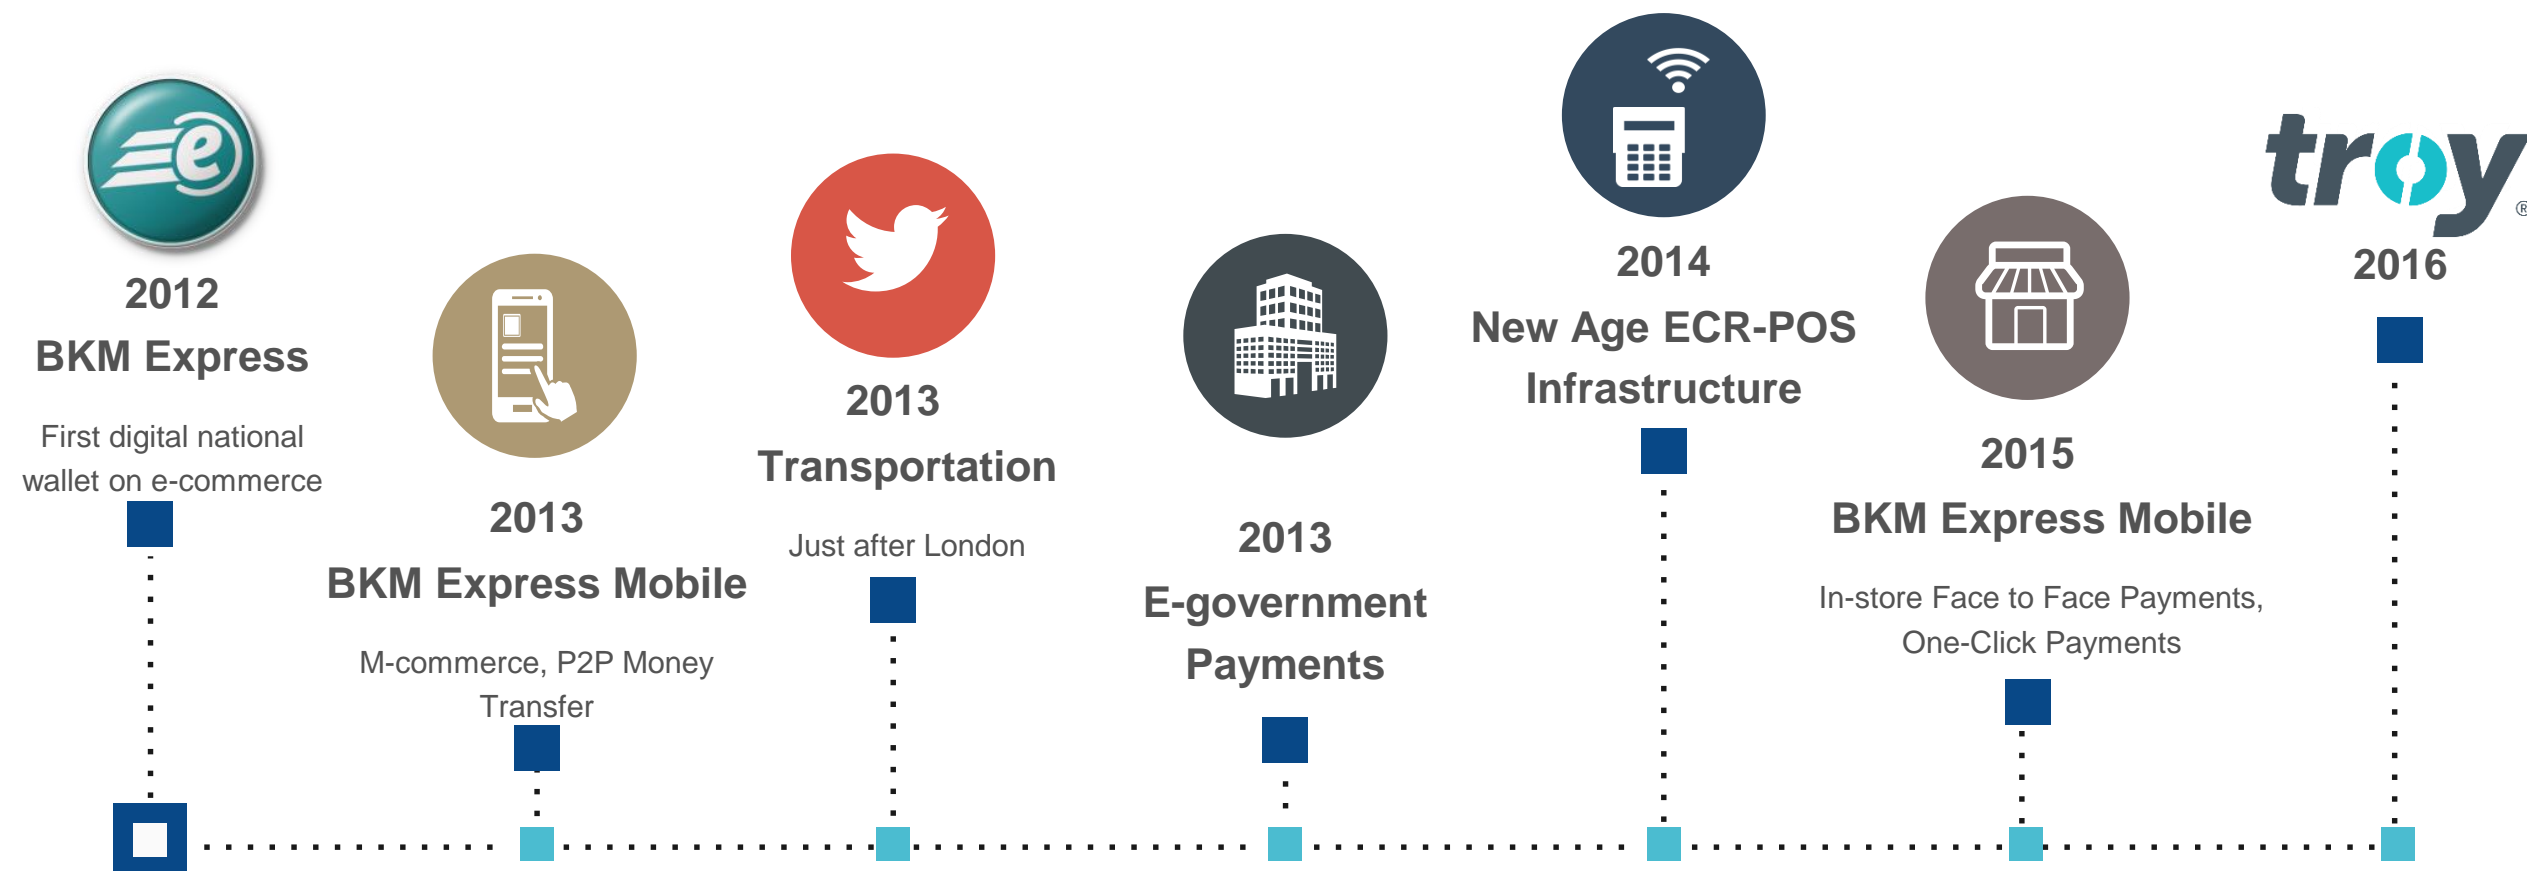 e
2012
BKM Express
First digital national
wallet on e-commerce
2013
BKM Express Mobile
M-commerce, P2P Money
Transfer
2013
Transportation
Just after London
2013
E-government
Payments
2014
New Age ECR-POS
Infrastructure
2015
BKM Express Mobile
In-store Face to Face Payments,
One-Click Payments
troy®
2016